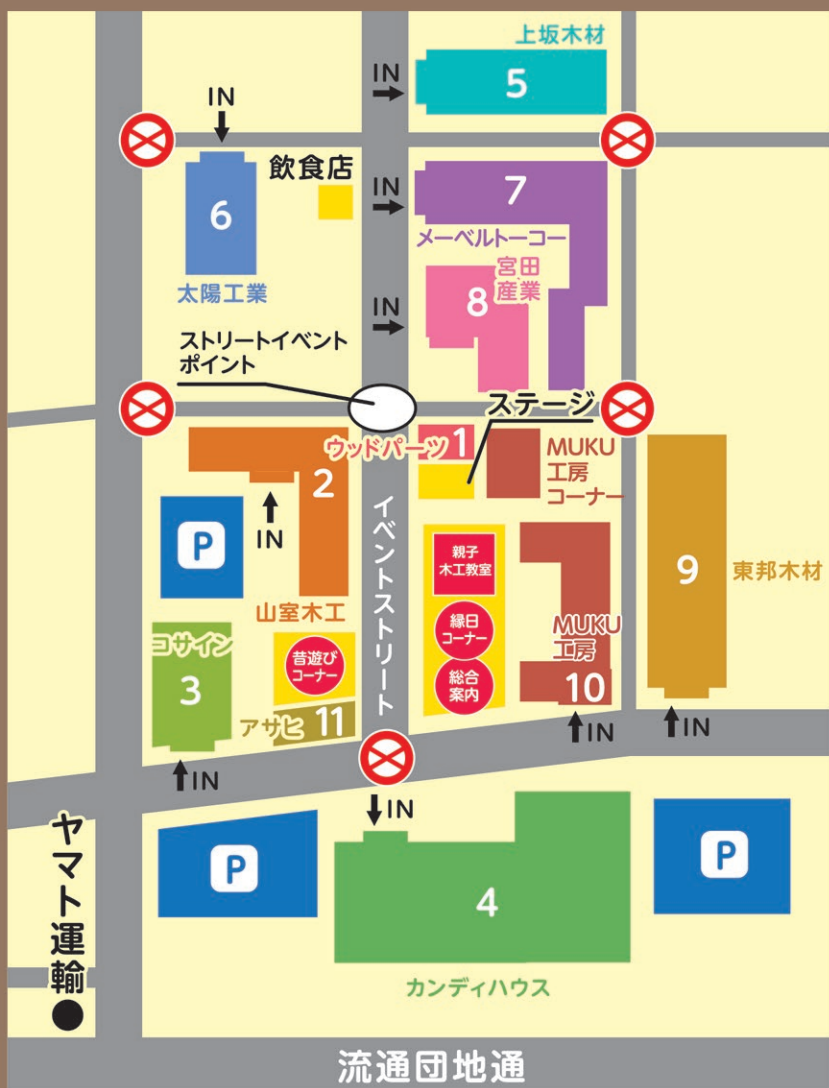 上坂木材
5
IN
IN
飲食店
6
太陽工業
IN
7
メーベルトーコー
8
宮田
産業
IN
ストリートイベント
ポイント
ステージ
ウッドパーツ
1
MUKU
工房
コーナー
2
IN
P
山室木工
イベントストリート
親子
木工教室
縁日
コーナー
総合
案内
9
東邦木材
MUKU
工房
10
IN
IN
コサイン
3
IN
昔遊び
コーナー
アサヒ 11
IN
P
4
カンディハウス
P
ヤマト運輸
流通団地通